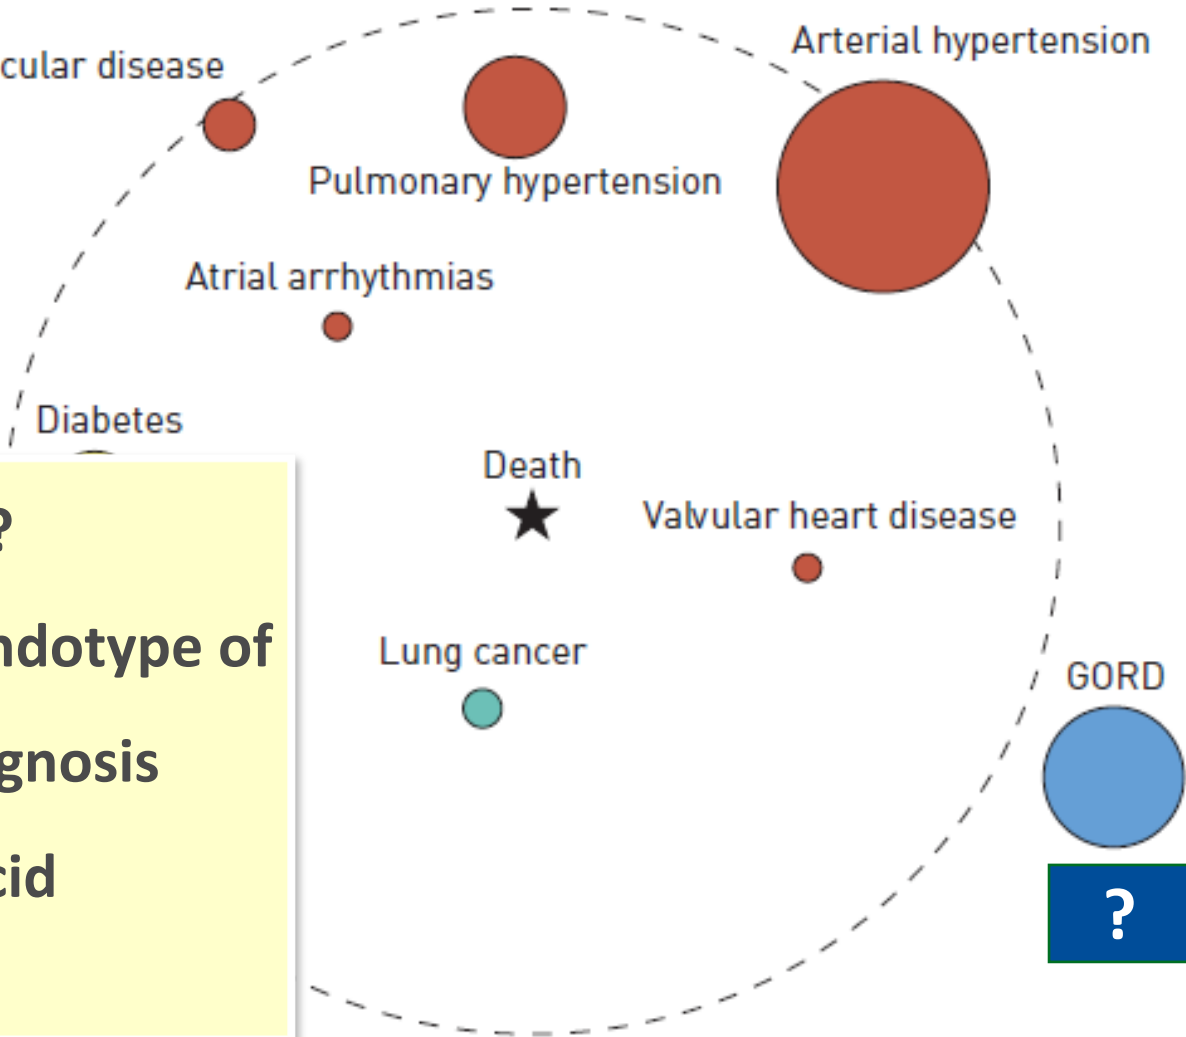 Arterial hypertension
cular disease
Pulmonary hypertension
Atrial arrhythmias
Diabetes
Death
Valvular heart disease
?
ndotype of
Lung cancer
GORD
gnosis
cid
?